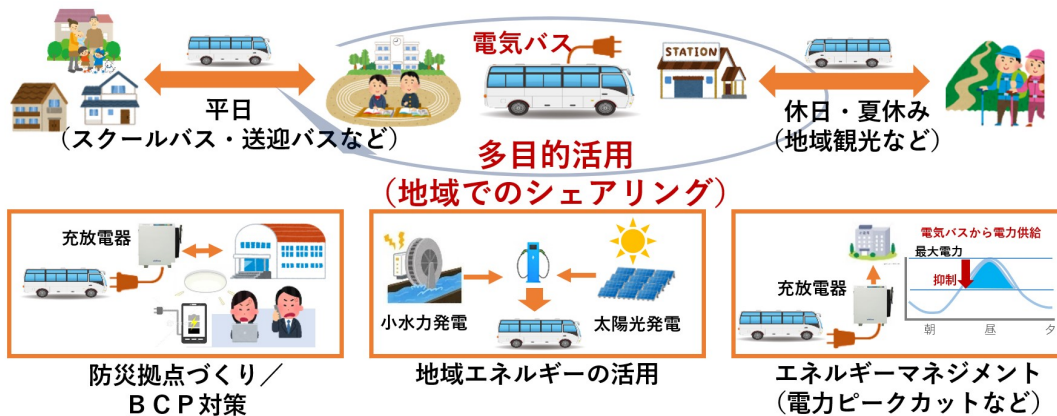 電気バス
STATION
平日
（スクールバス・送迎バスなど）
休日・夏休み
（地域観光など）
多目的活用
（地域でのシェアリング）
充放電器
防災拠点づくり／
ＢＣＰ対策
小水力発電
太陽光発電
地域エネルギーの活用
電気バスから電力供給
最大電力
抑制
充放電器
朝 昼 夕
エネルギーマネジメント
（電力ピークカットなど）